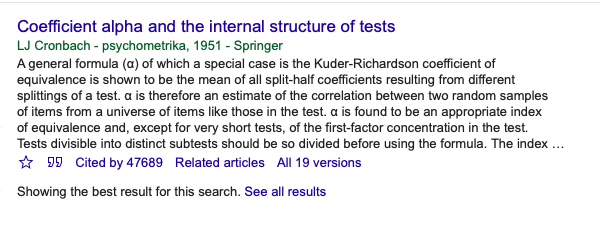 Coefficient alpha and the internal structure of tests
LJ Cronbach - psychometrika, 1951 - Springer
A general formula (α) of which a special case is the Kuder-Richardson coefficient of
equivalence is shown to be the mean of all split-half coefficients resulting from different
splittings of a test. α is therefore an estimate of the correlation between two random samples
of items from a universe of items like those in the test. α is found to be an appropriate index
of equivalence and, except for very short tests, of the first-factor concentration in the test.
Tests divisible into distinct subtests should be so divided before using the formula. The index …
Cited by 47689 Related articles All 19 versions
Showing the best result for this search. See all results